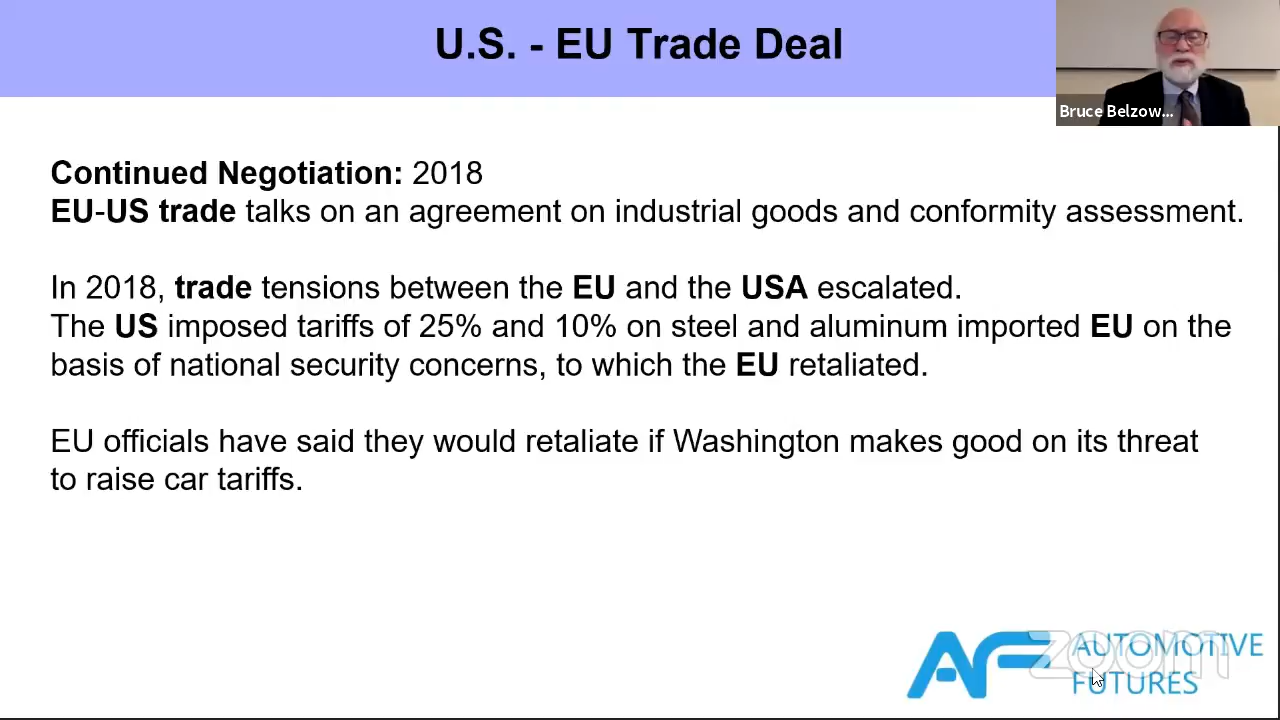 U.S. - EU Trade Deal
Bruce Belzow...
Continued Negotiation: 2018
EU-US trade talks on an agreement on industrial goods and conformity assessment.
In 2018, trade tensions between the EU and the USA escalated.
The US imposed tariffs of 25% and 10% on steel and aluminum imported EU on the
basis of national security concerns, to which the EU retaliated.
EU officials have said they would retaliate if Washington makes good on its threat
to raise car tariffs.
AF
zoom
AUTOMOTIVE
FUTURES